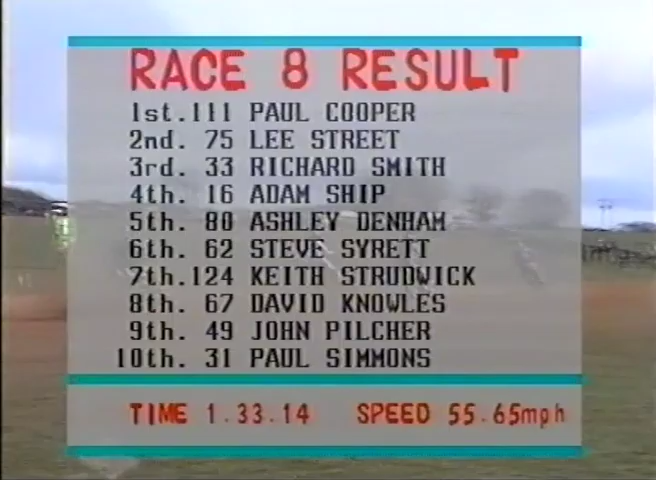 RACE 8 RESULT
1st.111 PAUL COOPER
2nd. 75 LEE STREET
3rd. 33 RICHARD SMITH
4th. 16 ADAM SHIP
5th. 80 ASHLEY DENHAM
6th. 62 STEVE SYRETT
7th.124 KEITH STRUDWICK
8th. 67 DAVID KNOWLES
9th. 49 JOHN PILCHER
10th. 31 PAUL SIMMONS
TIME 1.33.14 SPEED 55.65mph